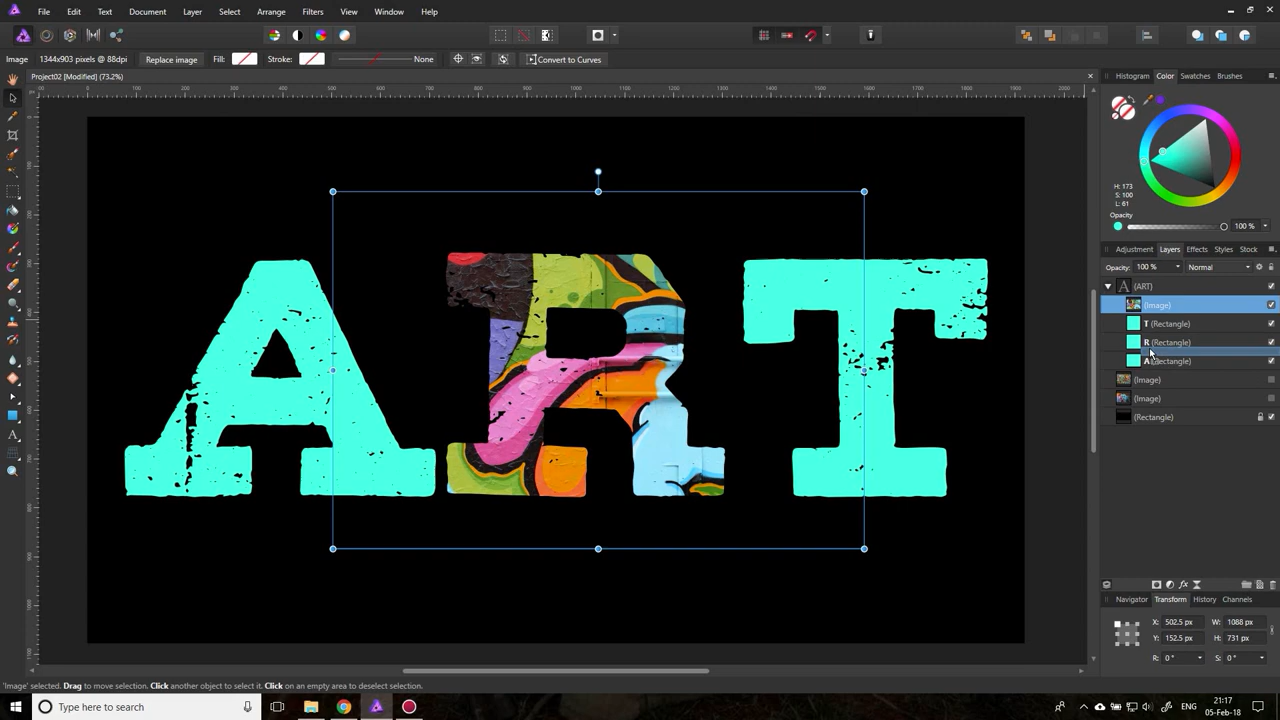 File Edit Text Document Layer Select Arrange Filters View Window Help
Image 1344x903 pixels @ 88dpi Replace image Fill: Stroke: None Convert to Curves
Project02 [Modified] (73.2%)
Histogram Color Swatches Brushes
H: 173
S: 100
L: 61
Opacity
100 %
Adjustment Layers Effects Styles Stock
Opacity: 100 % Normal
(ART)
(Image)
T (Rectangle)
R (Rectangle)
A (Rectangle)
(Image)
(Image)
(Rectangle)
ART
Navigator Transform History Channels
X: 502.5 px W: 1088 px
Y: 152.5 px H: 731 px
R: 0 ° S: 0 °
'Image' selected. Drag to move selection. Click another object to select it. Click on an empty area to deselect selection.
Type here to search
ENG
21:17
05-Feb-18